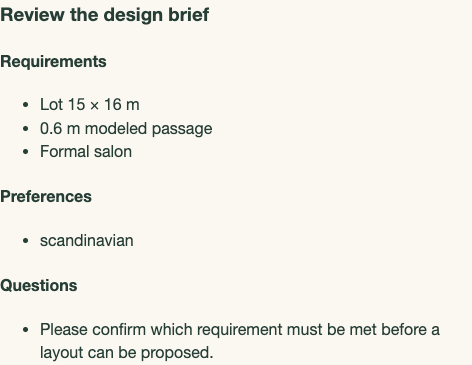 Review the design brief
Requirements
• Lot 15 × 16 m
• 0.6 m modeled passage
• Formal salon
Preferences
• scandinavian
Questions
• Please confirm which requirement must be met before a
layout can be proposed.